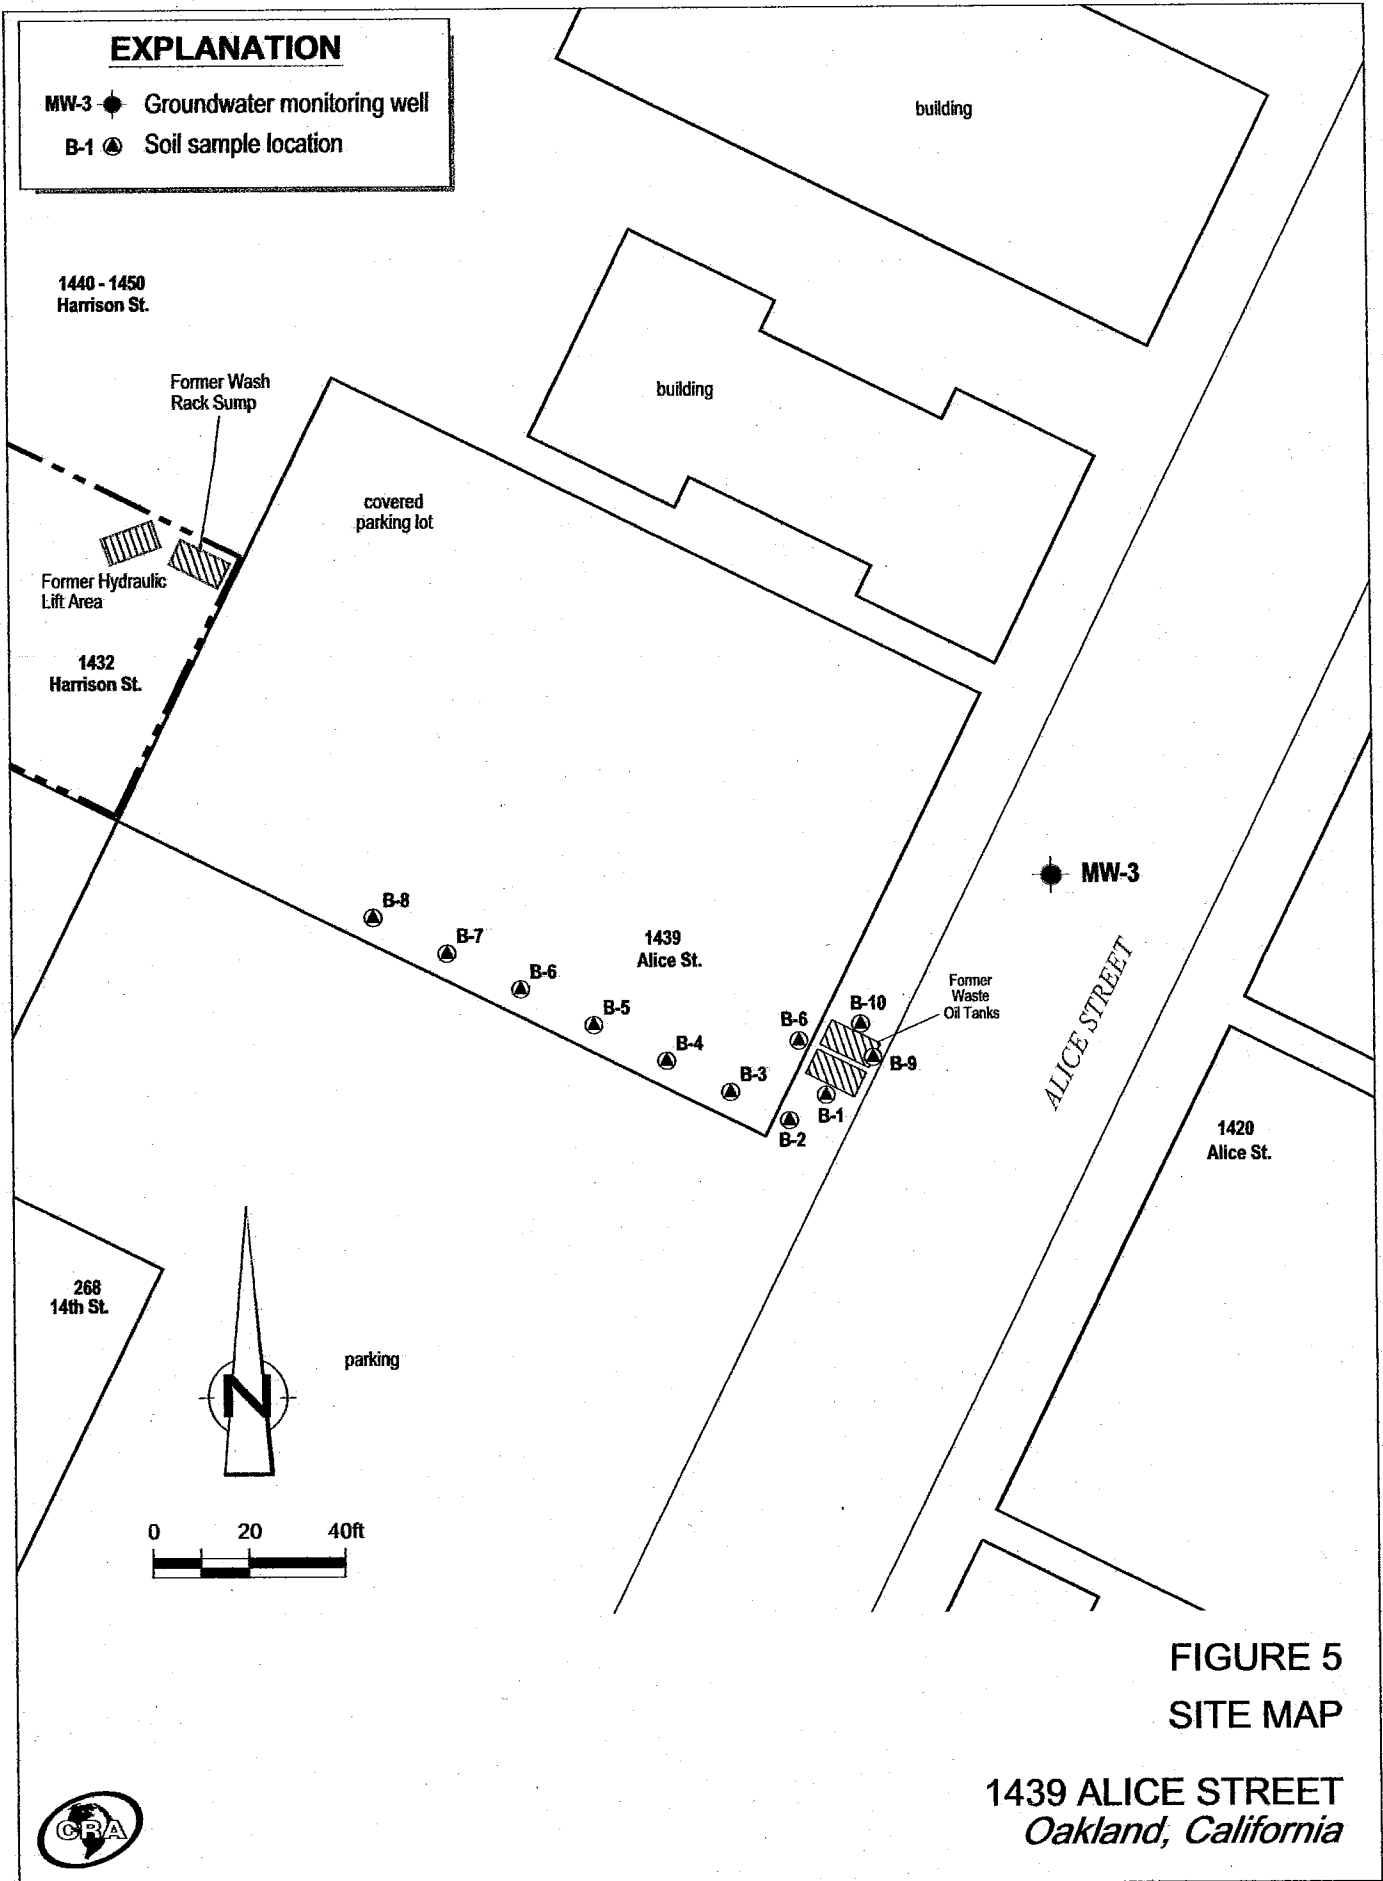 EXPLANATION
MW-3 Groundwater monitoring well
B-1 Soil sample location
building
1440 - 1450
Harrison St.
Former Wash
Rack Sump
building
covered
parking lot
Former Hydraulic
Lift Area
1432
Harrison St.
MW-3
B-8
B-7
B-6
B-5
B-4
B-3
1439
Alice St.
B-6
B-10
Former
Waste
Oil Tanks
B-9
B-1
B-2
ALICE STREET
1420
Alice St.
268
14th St.
parking
N
0 20 40ft
FIGURE 5
SITE MAP
1439 ALICE STREET
Oakland, California
CRA